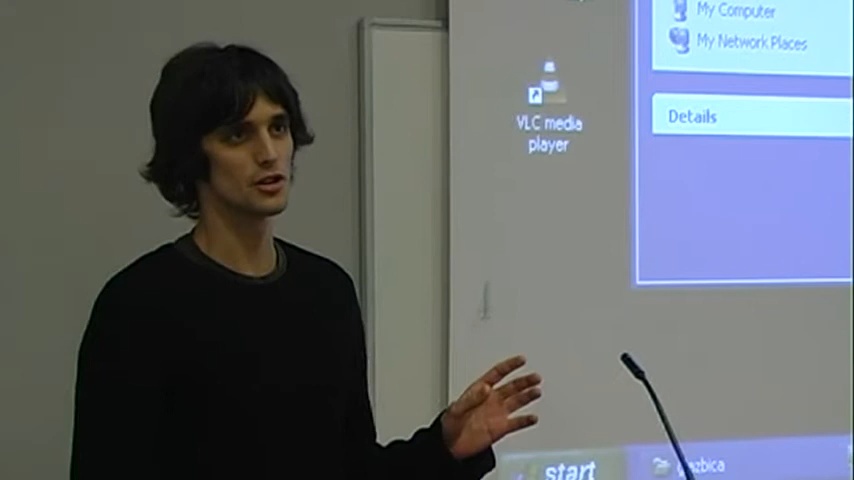 My Computer
My Network Places
VLC media
player
Details
start